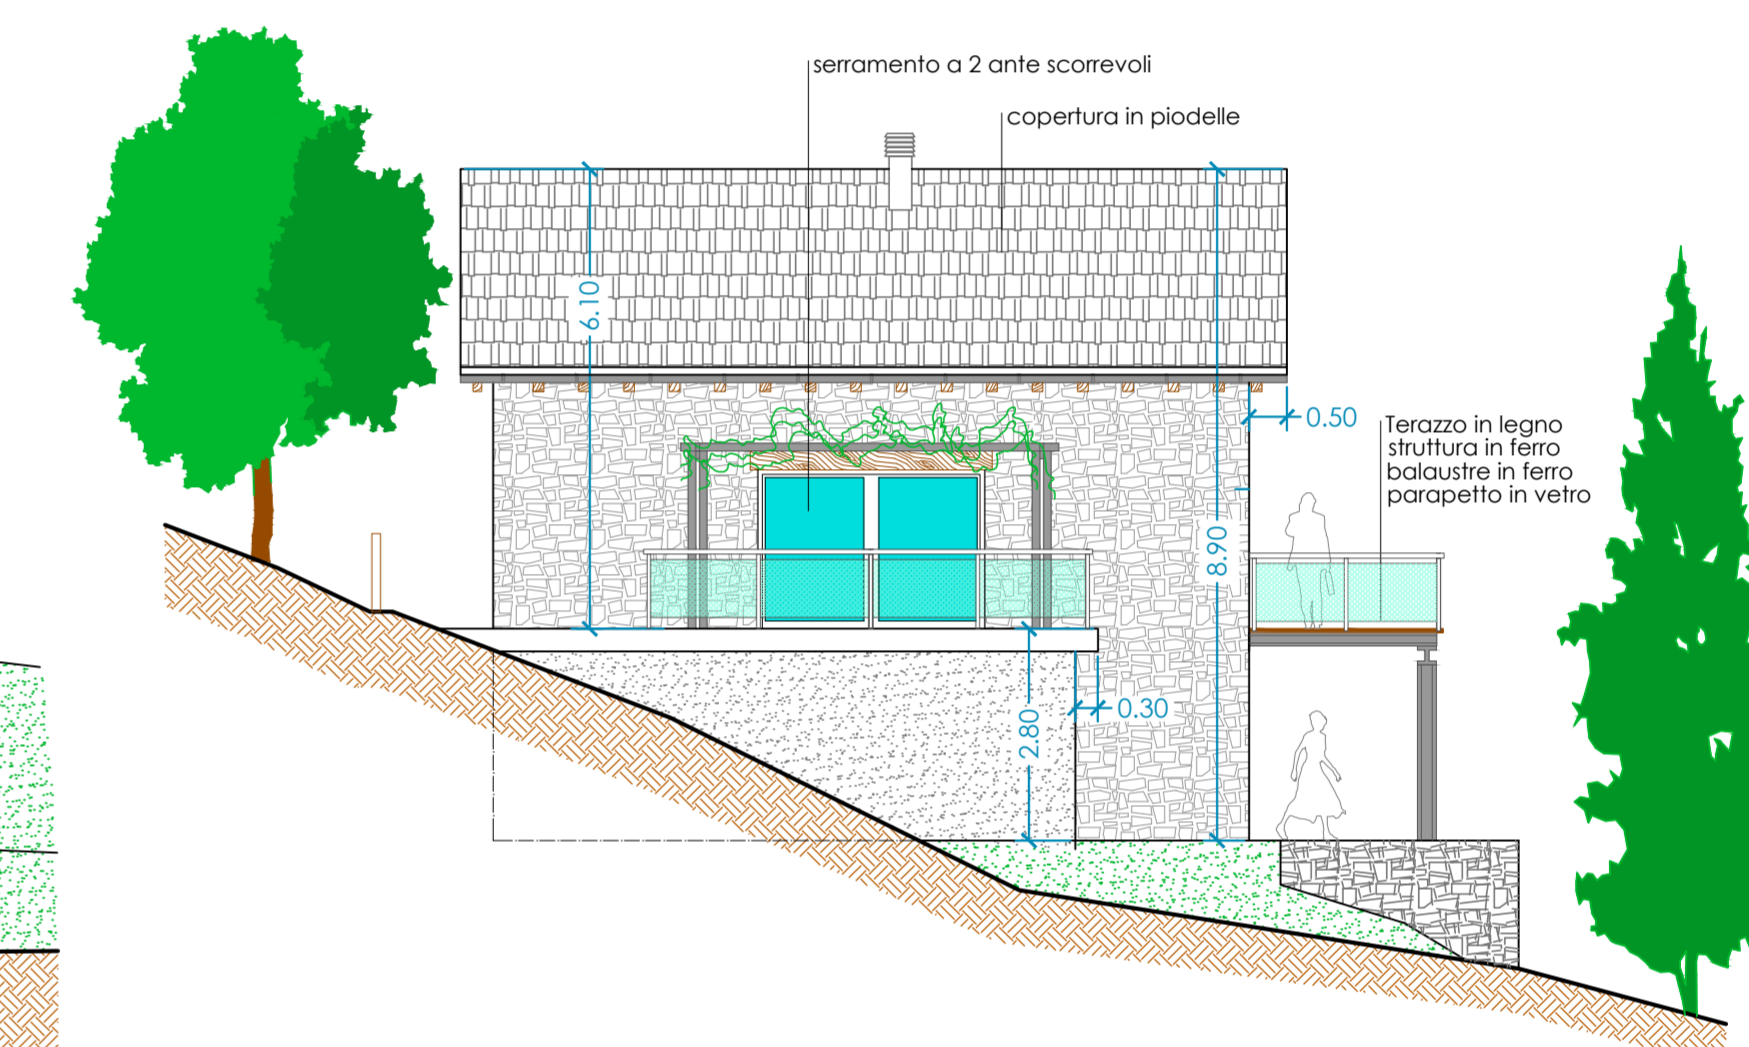 serramento a 2 ante scorrevoli
copertura in piodelle
6.10
0.50
Terazzo in legno
struttura in ferro
balaustre in ferro
parapetto in vetro
8.90
0.30
2.80